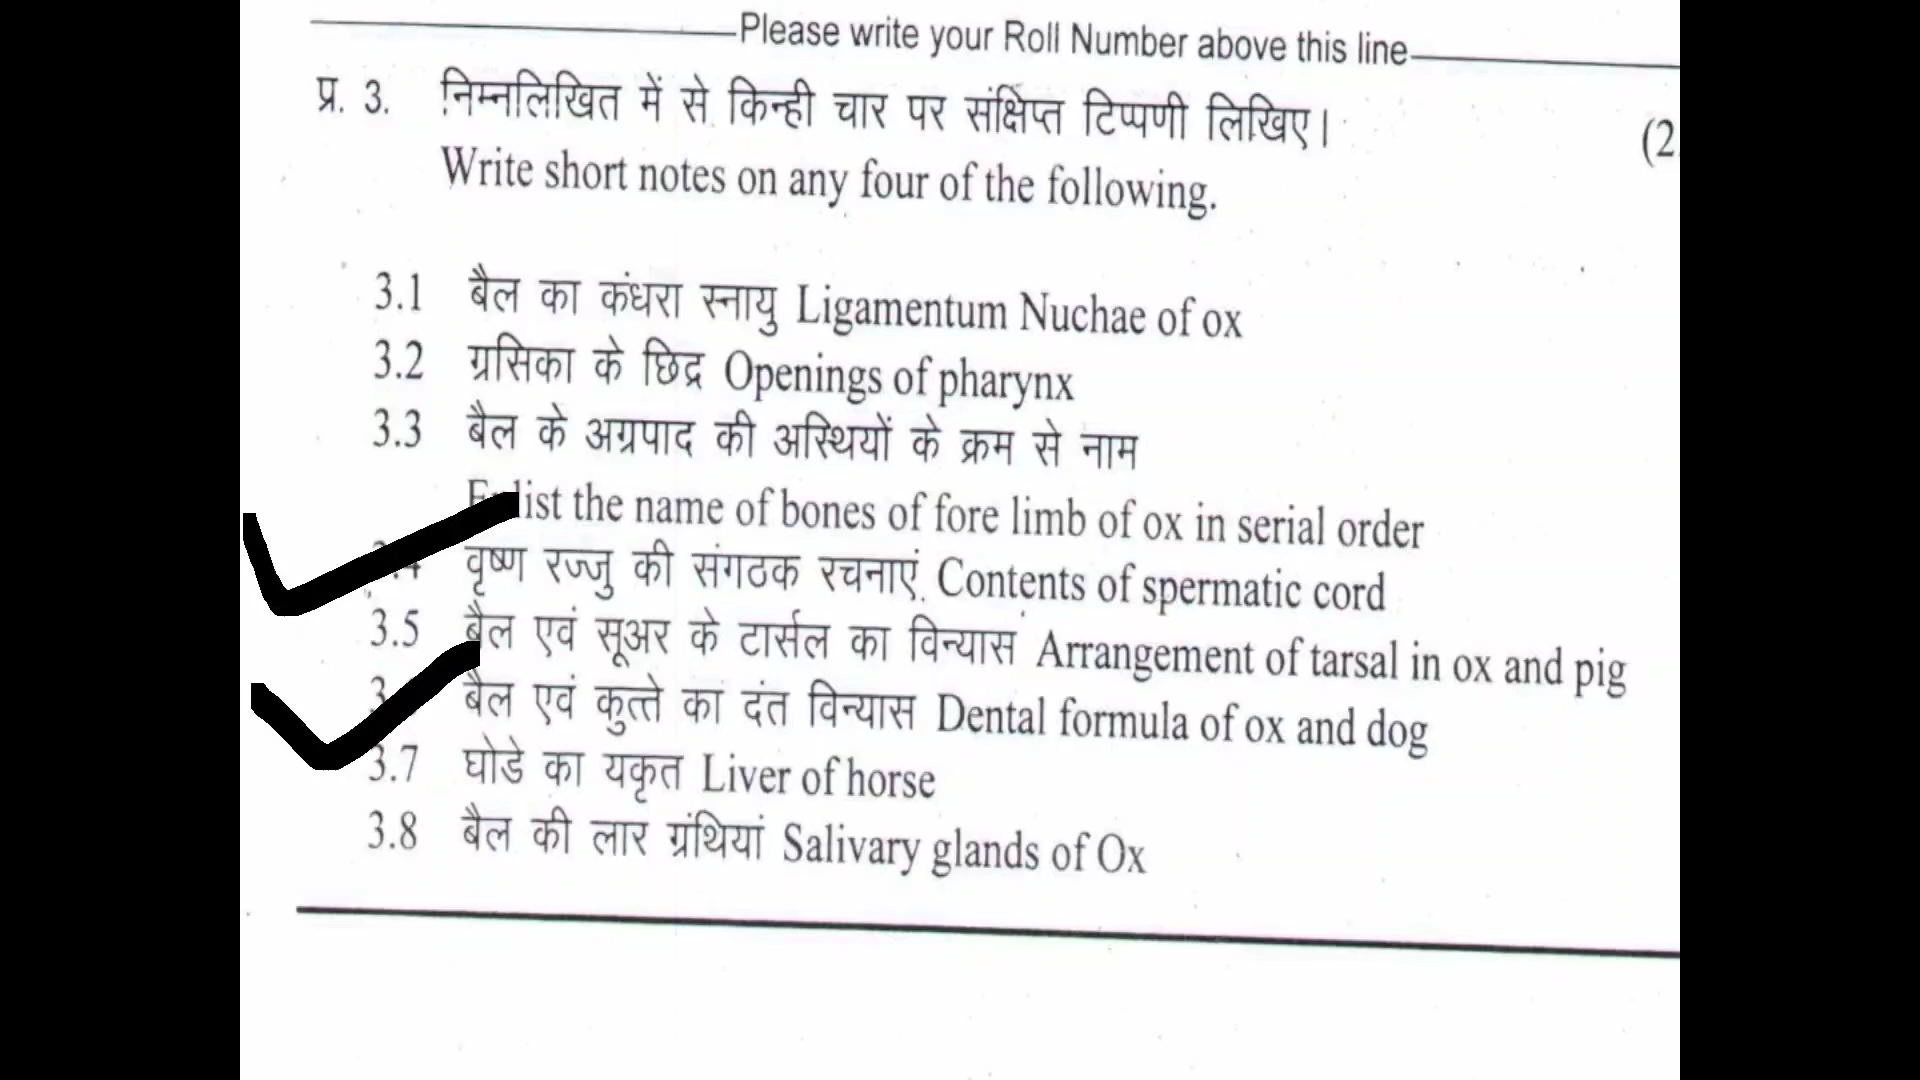 Please write your Roll Number above this line
प्र. 3. निम्नलिखित में से किन्ही चार पर संक्षिप्त टिप्पणी लिखिए। (2
Write short notes on any four of the following.
3.1 बैल का कंधरा स्नायु Ligamentum Nuchae of ox
3.2 ग्रसिका के छिद्र Openings of pharynx
3.3 बैल के अग्रपाद की अस्थियों के क्रम से नाम
Enlist the name of bones of fore limb of ox in serial order
वृष्ण रज्जु की संगठक रचनाएं Contents of spermatic cord
3.5 बैल एवं सूअर के टार्सल का विन्यास Arrangement of tarsal in ox and pig
बैल एवं कुत्ते का दंत विन्यास Dental formula of ox and dog
3.7 घोडे का यकृत Liver of horse
3.8 बैल की लार ग्रंथियां Salivary glands of Ox